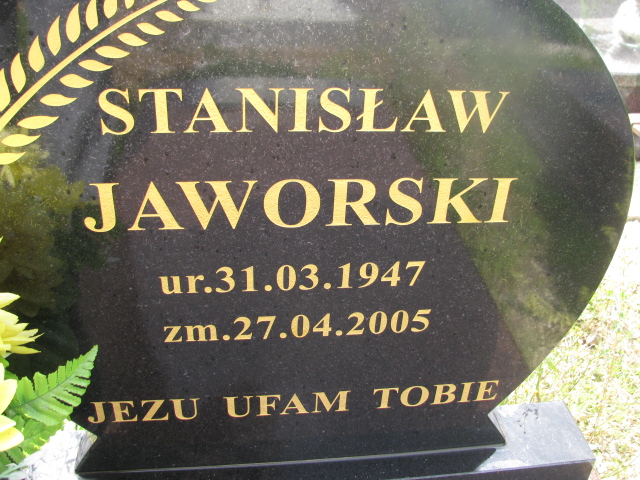 STANISŁAW
JAWORSKI
ur.31.03.1947
zm.27.04.2005
JEZU UFAM TOBIE